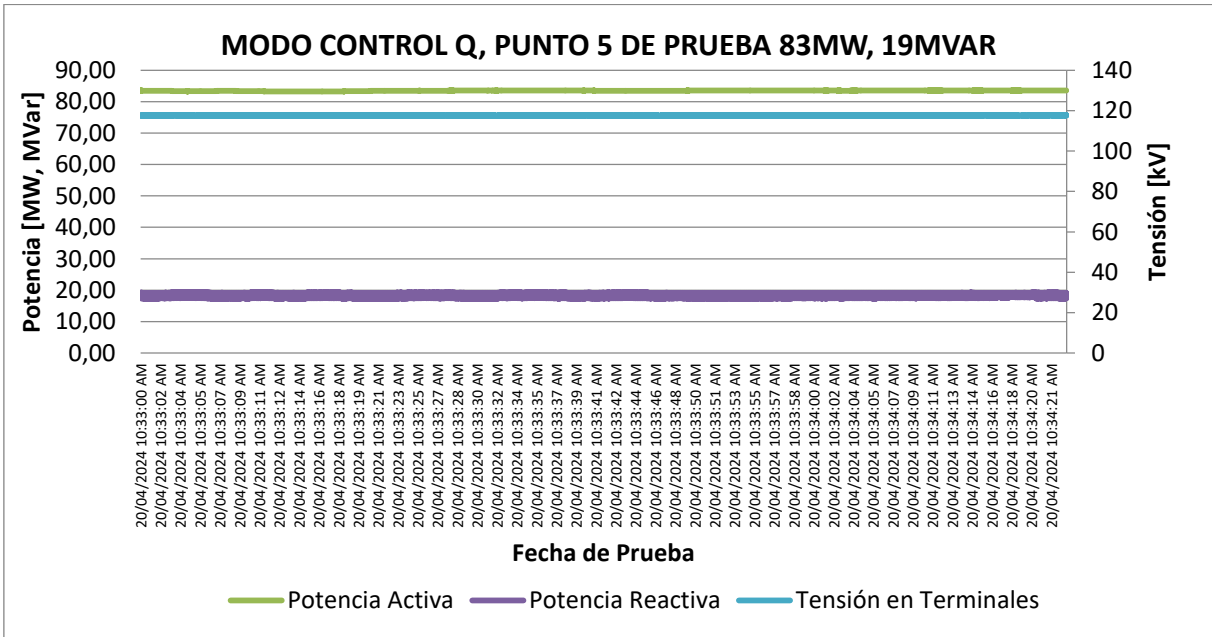 MODO CONTROL Q, PUNTO 5 DE PRUEBA 83MW, 19MVAR
Potencia [MW, MVar]
90,00
80,00
70,00
60,00
50,00
40,00
30,00
20,00
10,00
0,00
140
120
100
80
60
40
20
0
Tensión [kV]
20/04/2024 10:33:00 AM
20/04/2024 10:33:02 AM
20/04/2024 10:33:04 AM
20/04/2024 10:33:05 AM
20/04/2024 10:33:07 AM
20/04/2024 10:33:09 AM
20/04/2024 10:33:11 AM
20/04/2024 10:33:12 AM
20/04/2024 10:33:14 AM
20/04/2024 10:33:16 AM
20/04/2024 10:33:18 AM
20/04/2024 10:33:19 AM
20/04/2024 10:33:21 AM
20/04/2024 10:33:23 AM
20/04/2024 10:33:25 AM
20/04/2024 10:33:27 AM
20/04/2024 10:33:28 AM
20/04/2024 10:33:30 AM
20/04/2024 10:33:32 AM
20/04/2024 10:33:34 AM
20/04/2024 10:33:35 AM
20/04/2024 10:33:37 AM
20/04/2024 10:33:39 AM
20/04/2024 10:33:41 AM
20/04/2024 10:33:42 AM
20/04/2024 10:33:44 AM
20/04/2024 10:33:46 AM
20/04/2024 10:33:48 AM
20/04/2024 10:33:50 AM
20/04/2024 10:33:51 AM
20/04/2024 10:33:53 AM
20/04/2024 10:33:55 AM
20/04/2024 10:33:57 AM
20/04/2024 10:33:58 AM
20/04/2024 10:34:00 AM
20/04/2024 10:34:02 AM
20/04/2024 10:34:04 AM
20/04/2024 10:34:05 AM
20/04/2024 10:34:07 AM
20/04/2024 10:34:09 AM
20/04/2024 10:34:11 AM
20/04/2024 10:34:13 AM
20/04/2024 10:34:14 AM
20/04/2024 10:34:16 AM
20/04/2024 10:34:18 AM
20/04/2024 10:34:20 AM
20/04/2024 10:34:21 AM
Fecha de Prueba
Potencia Activa
Potencia Reactiva
Tensión en Terminales